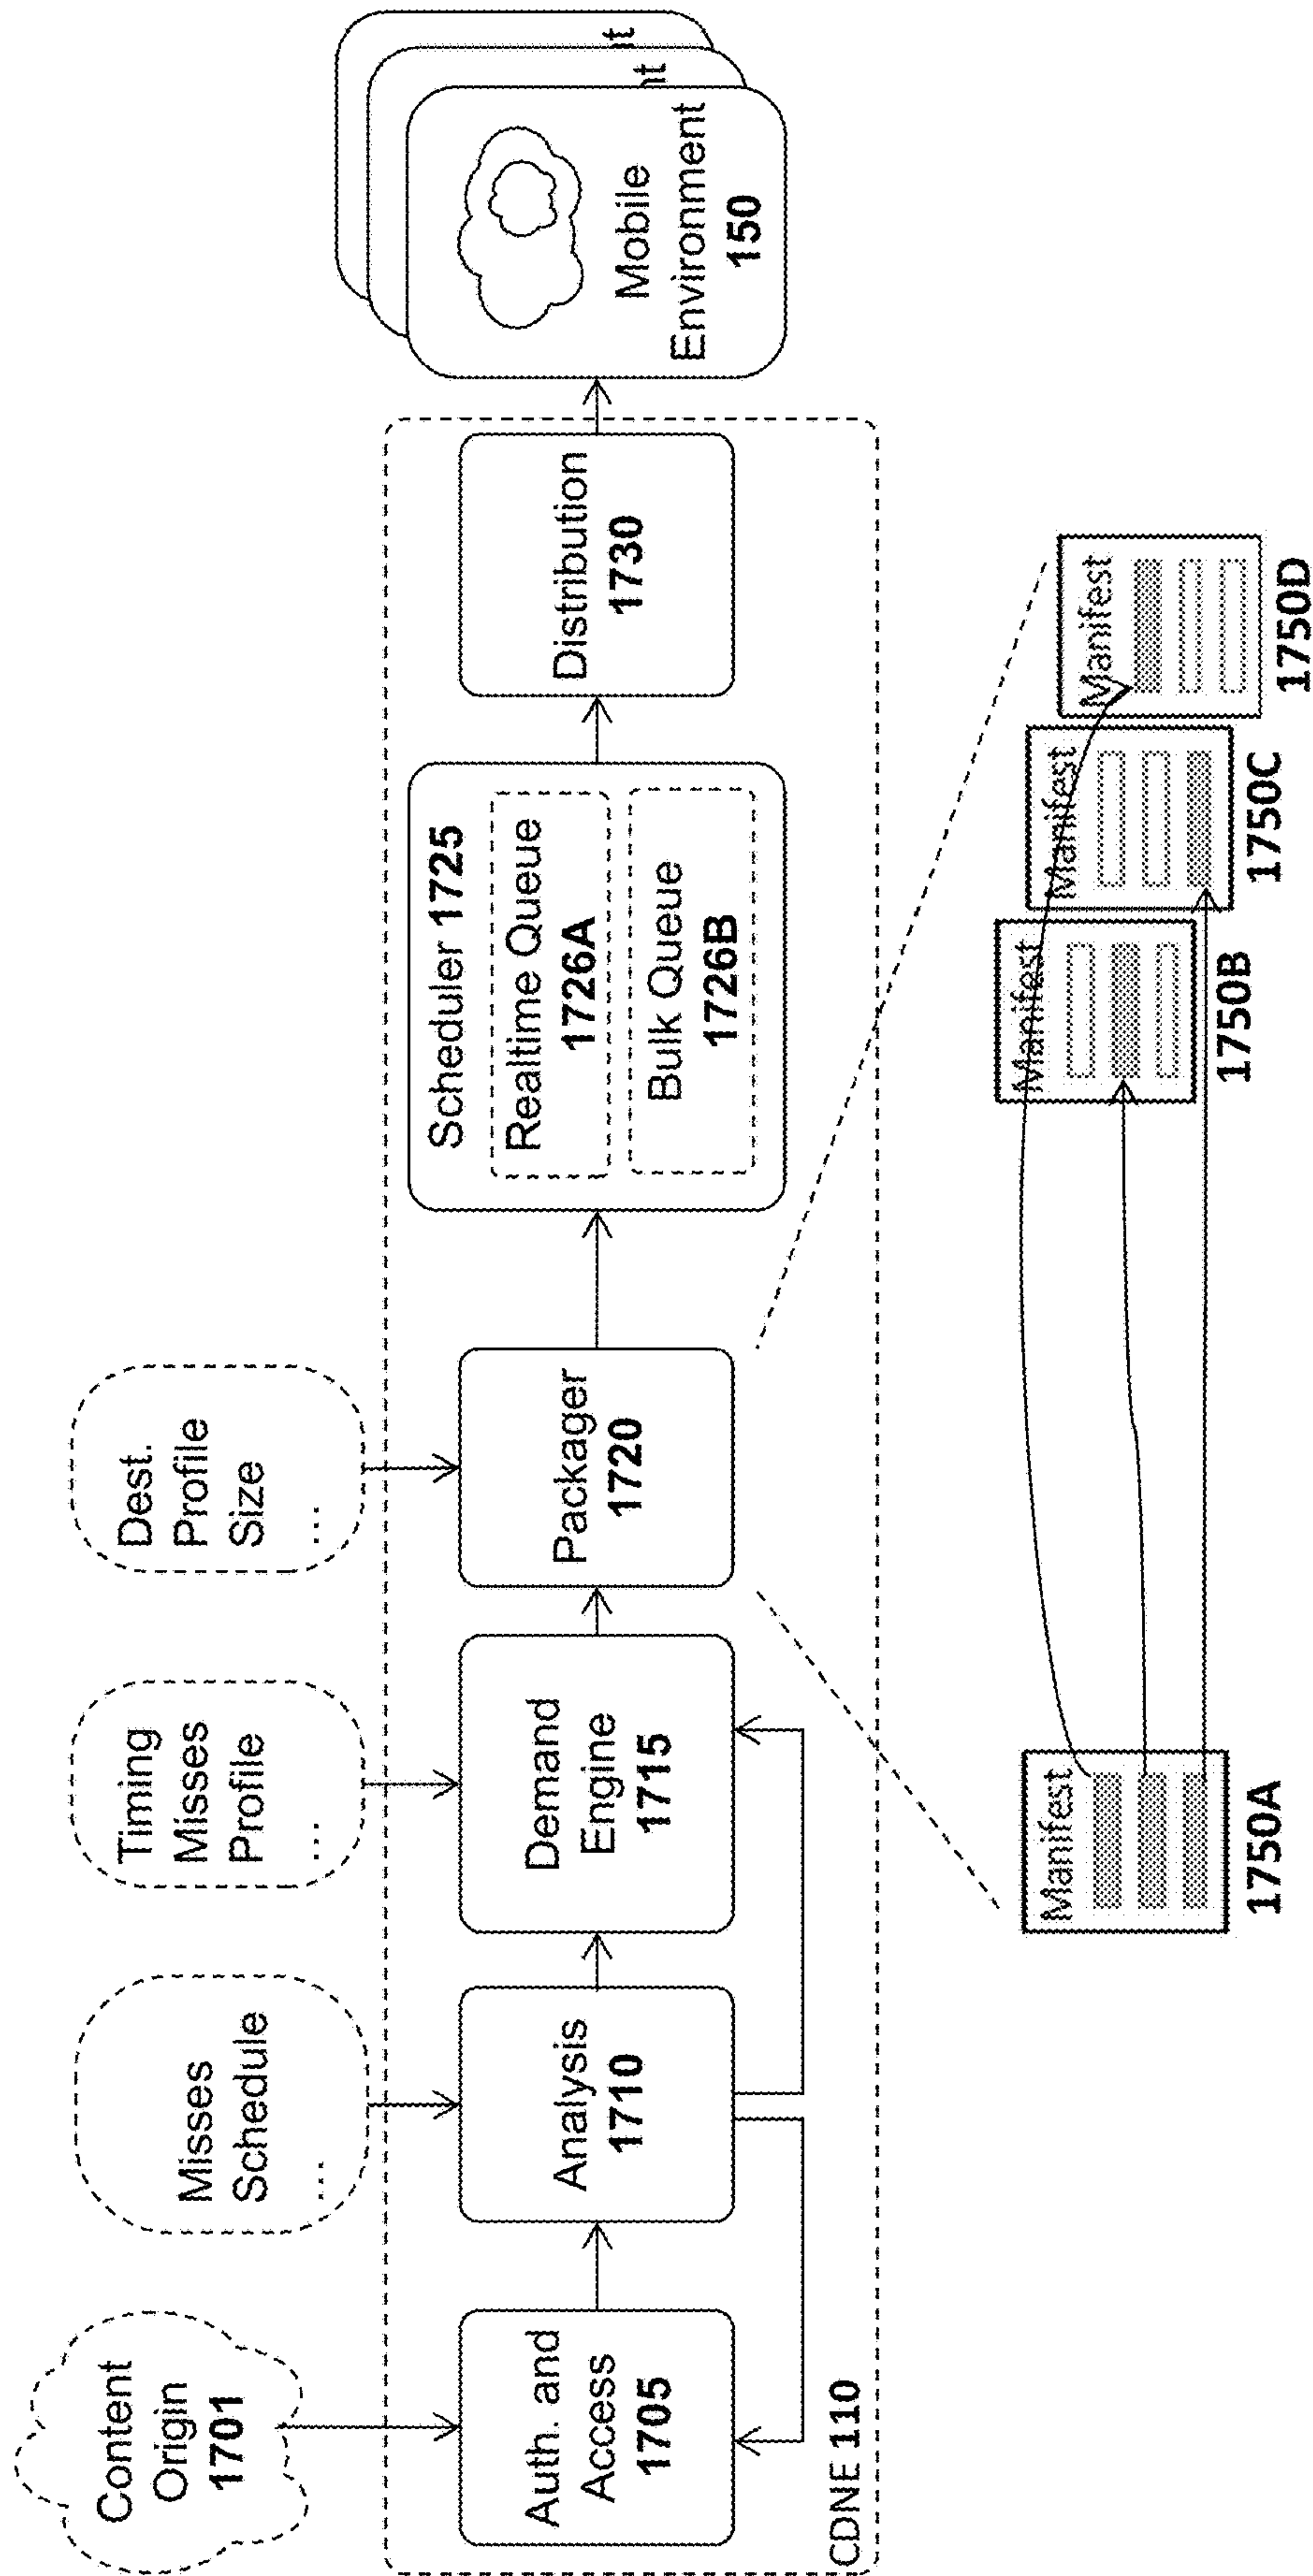 Content
Origin
1701
Misses
Schedule
...
Timing
Misses
Profile
...
Dest.
Profile
Size
...
Auth. and
Access
1705
Analysis
1710
Demand
Engine
1715
Packager
1720
Scheduler 1725
Realtime Queue
1726A
Bulk Queue
1726B
Distribution
1730
Mobile
Environment
150
nt
nt
CDNE 110
Manifest
1750A
Manifest
1750B
Manifest
1750C
Manifest
1750D